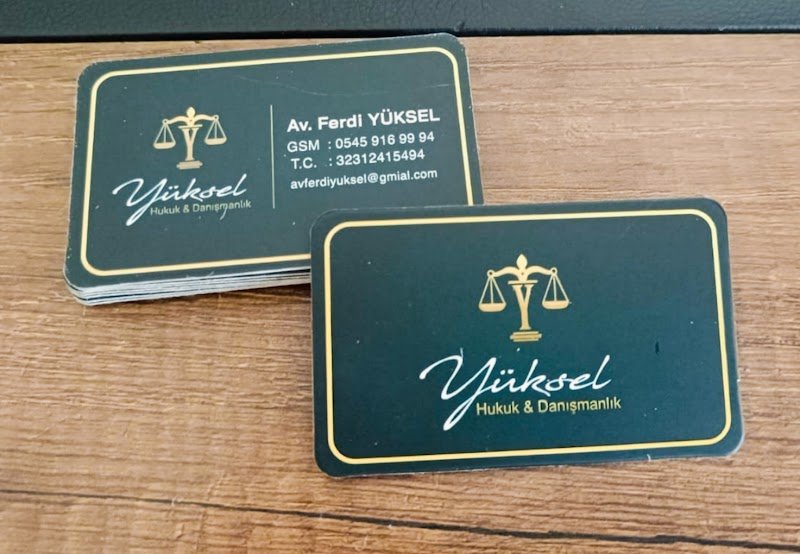 Yüksel
Hukuk & Danışmanlık
Av. Ferdi YÜKSEL
GSM : 0545 916 99 94
T.C. : 32312415494
avferdiyuksel@gmial.com
Y
Yüksel
Hukuk & Danışmanlık